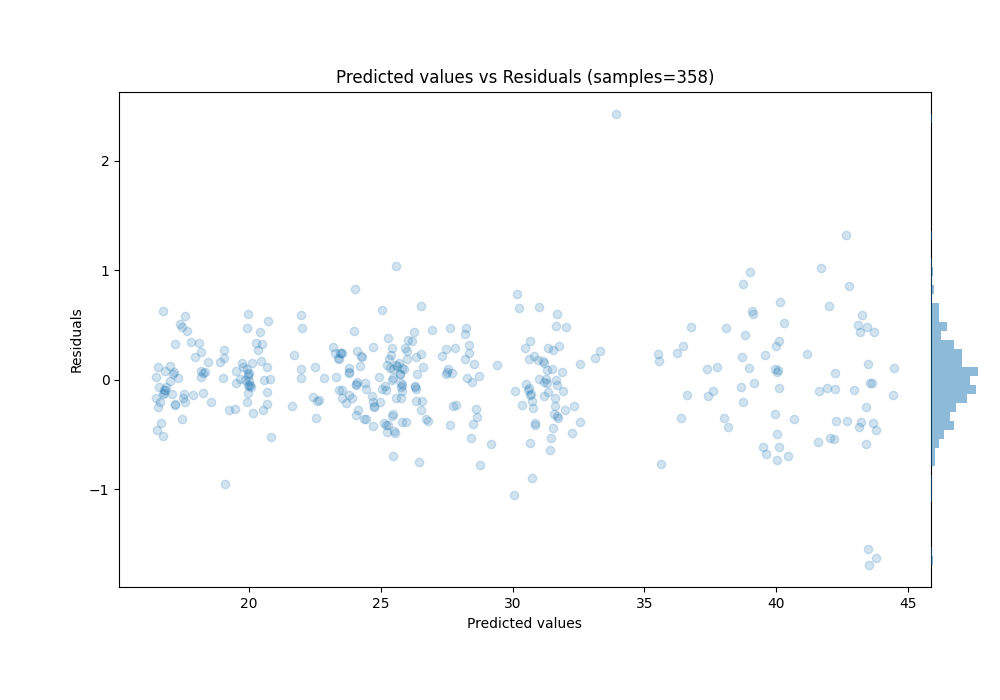 Predicted values vs Residuals (samples=358)
Residuals
2
1
0
−1
20 25 30 35 40 45
Predicted values